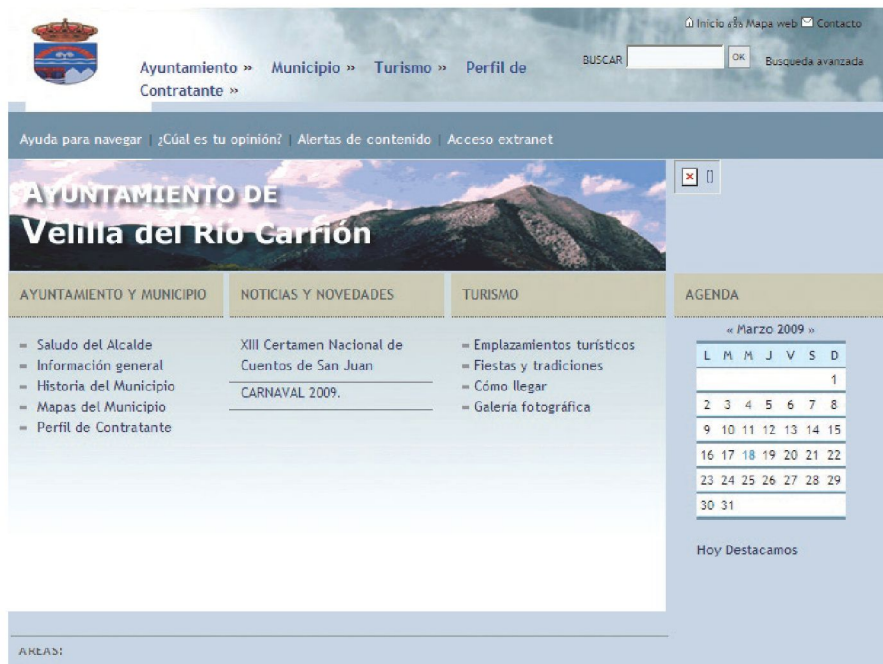 Inicio Mapa web Contacto
Ayuntamiento » Municipio » Turismo » Perfil de
Contratante »
BUSCAR OK Busqueda avanzada
Ayuda para navegar | ¿Cúal es tu opinión? | Alertas de contenido | Acceso extranet
AYUNTAMIENTO DE
Velilla del Río Carrión
AYUNTAMIENTO Y MUNICIPIO
Saludo del Alcalde
Información general
Historia del Municipio
Mapas del Municipio
Perfil de Contratante
NOTICIAS Y NOVEDADES
XIII Certamen Nacional de
Cuentos de San Juan
CARNAVAL 2009.
TURISMO
Emplazamientos turísticos
Fiestas y tradiciones
Cómo llegar
Galería fotográfica
AGENDA
« Marzo 2009 »
L M M J V S D
1
2 3 4 5 6 7 8
9 10 11 12 13 14 15
16 17 18 19 20 21 22
23 24 25 26 27 28 29
30 31
Hoy Destacamos
AREAS: